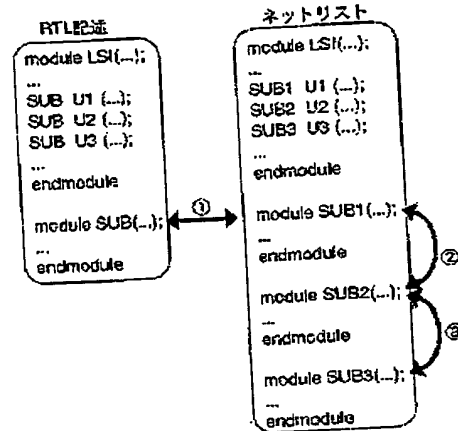 RTL記述
module LSI(...);
...
SUB U1 (...);
SUB U2 (...);
SUB U3 (...);
...
endmodule
module SUB(...);
...
endmodule
①
ネットリスト
module LSI(...);
...
SUB1 U1 (...);
SUB2 U2 (...);
SUB3 U3 (...);
...
endmodule
module SUB1(...);
...
endmodule
②
module SUB2(...);
...
endmodule
③
module SUB3(...);
...
endmodule